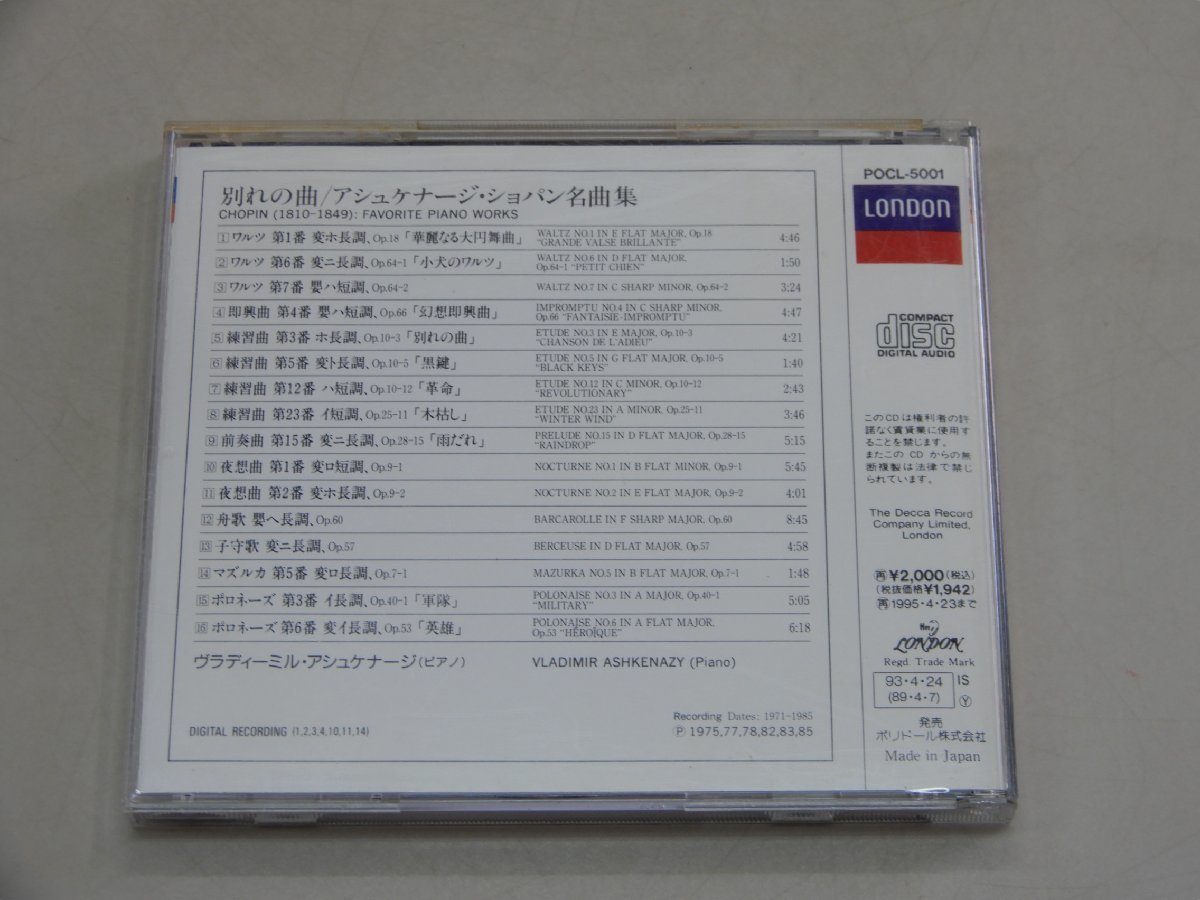 別れの曲/アシュケナージ・ショパン名曲集
CHOPIN (1810-1849): FAVORITE PIANO WORKS
1 ワルツ 第1番 変ホ長調、Op.18「華麗なる大円舞曲」 WALTZ NO.1 IN E FLAT MAJOR, Op.18 "GRANDE VALSE BRILLANTE" 4:46
2 ワルツ 第6番 変ニ長調、Op.64-1「小犬のワルツ」 WALTZ NO.6 IN D FLAT MAJOR, Op.64-1 "PETIT CHIEN" 1:50
3 ワルツ 第7番 嬰ハ短調、Op.64-2 WALTZ NO.7 IN C SHARP MINOR, Op.64-2 3:24
4 即興曲 第4番 嬰ハ短調、Op.66「幻想即興曲」 IMPROMPTU NO.4 IN C SHARP MINOR, Op.66 "FANTAISIE-IMPROMPTU" 4:47
5 練習曲 第3番 ホ長調、Op.10-3「別れの曲」 ETUDE NO.3 IN E MAJOR, Op.10-3 "CHANSON DE L'ADIEU" 4:21
6 練習曲 第5番 変ト長調、Op.10-5「黒鍵」 ETUDE NO.5 IN G FLAT MAJOR, Op.10-5 "BLACK KEYS" 1:40
7 練習曲 第12番 ハ短調、Op.10-12「革命」 ETUDE NO.12 IN C MINOR, Op.10-12 "REVOLUTIONARY" 2:43
8 練習曲 第23番 イ短調、Op.25-11「木枯し」 ETUDE NO.23 IN A MINOR, Op.25-11 "WINTER WIND" 3:46
9 前奏曲 第15番 変ニ長調、Op.28-15「雨だれ」 PRELUDE NO.15 IN D FLAT MAJOR, Op.28-15 "RAINDROP" 5:15
10 夜想曲 第1番 変ロ短調、Op.9-1 NOCTURNE NO.1 IN B FLAT MINOR, Op.9-1 5:45
11 夜想曲 第2番 変ホ長調、Op.9-2 NOCTURNE NO.2 IN E FLAT MAJOR, Op.9-2 4:01
12 舟歌 嬰ヘ長調、Op.60 BARCAROLLE IN F SHARP MAJOR, Op.60 8:45
13 子守歌 変ニ長調、Op.57 BERCEUSE IN D FLAT MAJOR, Op.57 4:58
14 マズルカ 第5番 変ロ長調、Op.7-1 MAZURKA NO.5 IN B FLAT MAJOR, Op.7-1 1:48
15 ポロネーズ 第3番 イ長調、Op.40-1「軍隊」 POLONAISE NO.3 IN A MAJOR, Op.40-1 "MILITARY" 5:05
16 ポロネーズ 第6番 変イ長調、Op.53「英雄」 POLONAISE NO.6 IN A FLAT MAJOR, Op.53 "HÉROÏQUE" 6:18
ヴラディーミル・アシュケナージ(ピアノ) VLADIMIR ASHKENAZY (Piano)
Recording Dates: 1971-1985
DIGITAL RECORDING (1,2,3,4,10,11,14) ℗ 1975,77,78,82,83,85
POCL-5001
LONDON
COMPACT
disc
DIGITAL AUDIO
このCDは権利者の許
諾なく賃貸業に使用す
ることを禁じます。
またこの CD からの無
断複製は法律で禁じ
られています。
The Decca Record
Company Limited,
London
再¥2,000(税込)
(税抜価格¥1,942)
再1995・4・23まで
LONDON
Regd. Trade Mark
93・4・24 IS
(89・4・7) Ⓨ
発売
ポリドール株式会社
Made in Japan